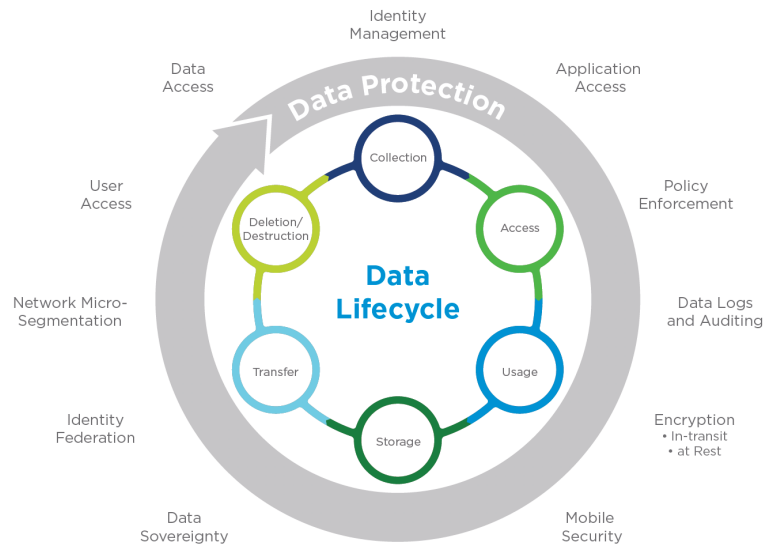 Identity
Management
Data
Access
Application
Access
Data Protection
Collection
User
Access
Policy
Enforcement
Deletion/
Destruction
Access
Data
Lifecycle
Network Micro-
Segmentation
Data Logs
and Auditing
Transfer
Usage
Identity
Federation
Storage
Encryption
• In-transit
• at Rest
Data
Sovereignty
Mobile
Security